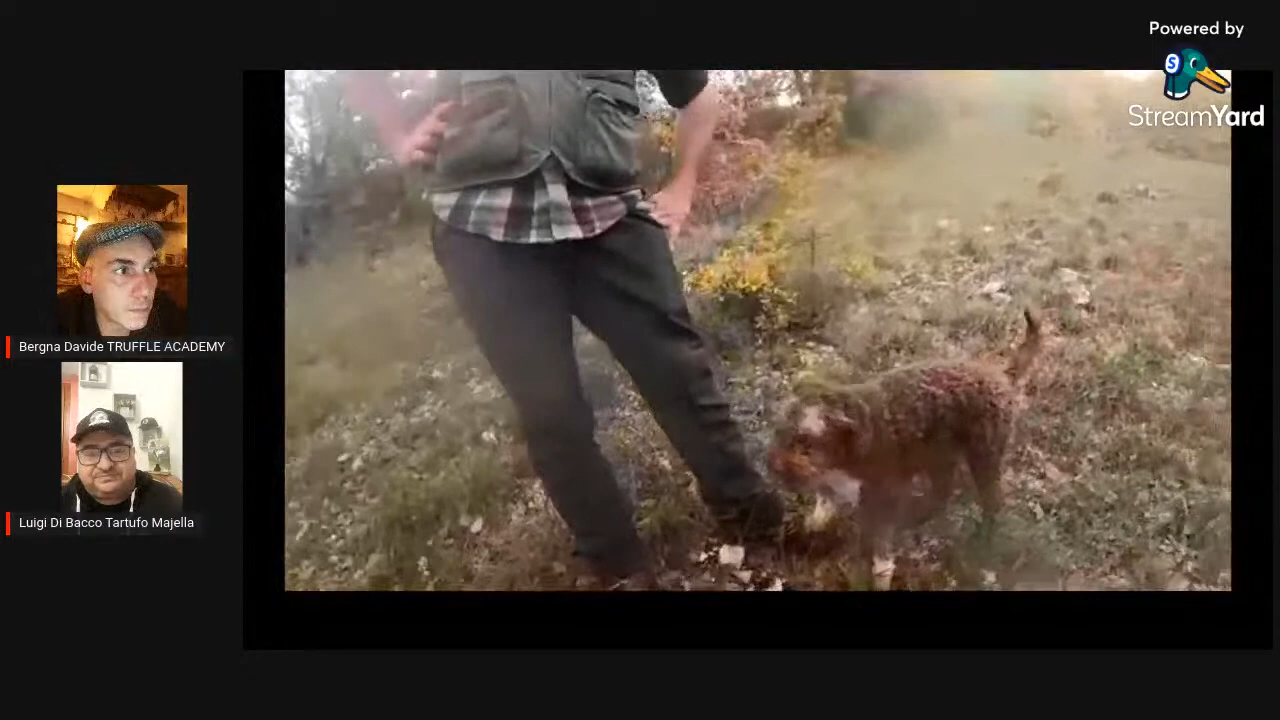 Powered by
S
StreamYard
Bergna Davide TRUFFLE ACADEMY
Luigi Di Bacco Tartufo Majella